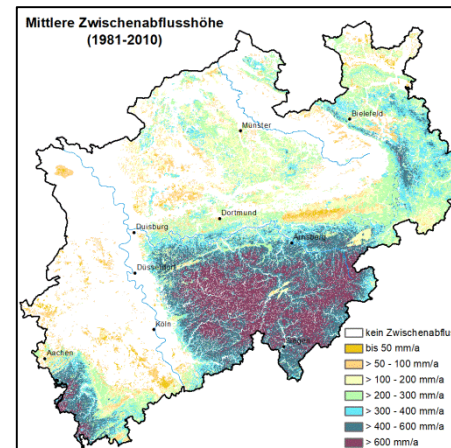 Mittlere Zwischenabflusshöhe
(1981-2010)
Bielefeld
Münster
Dortmund
Duisburg
Arnsberg
Düsseldorf
Köln
Siegen
Aachen
kein Zwischenabflu
bis 50 mm/a
> 50 - 100 mm/a
> 100 - 200 mm/a
> 200 - 300 mm/a
> 300 - 400 mm/a
> 400 - 600 mm/a
> 600 mm/a